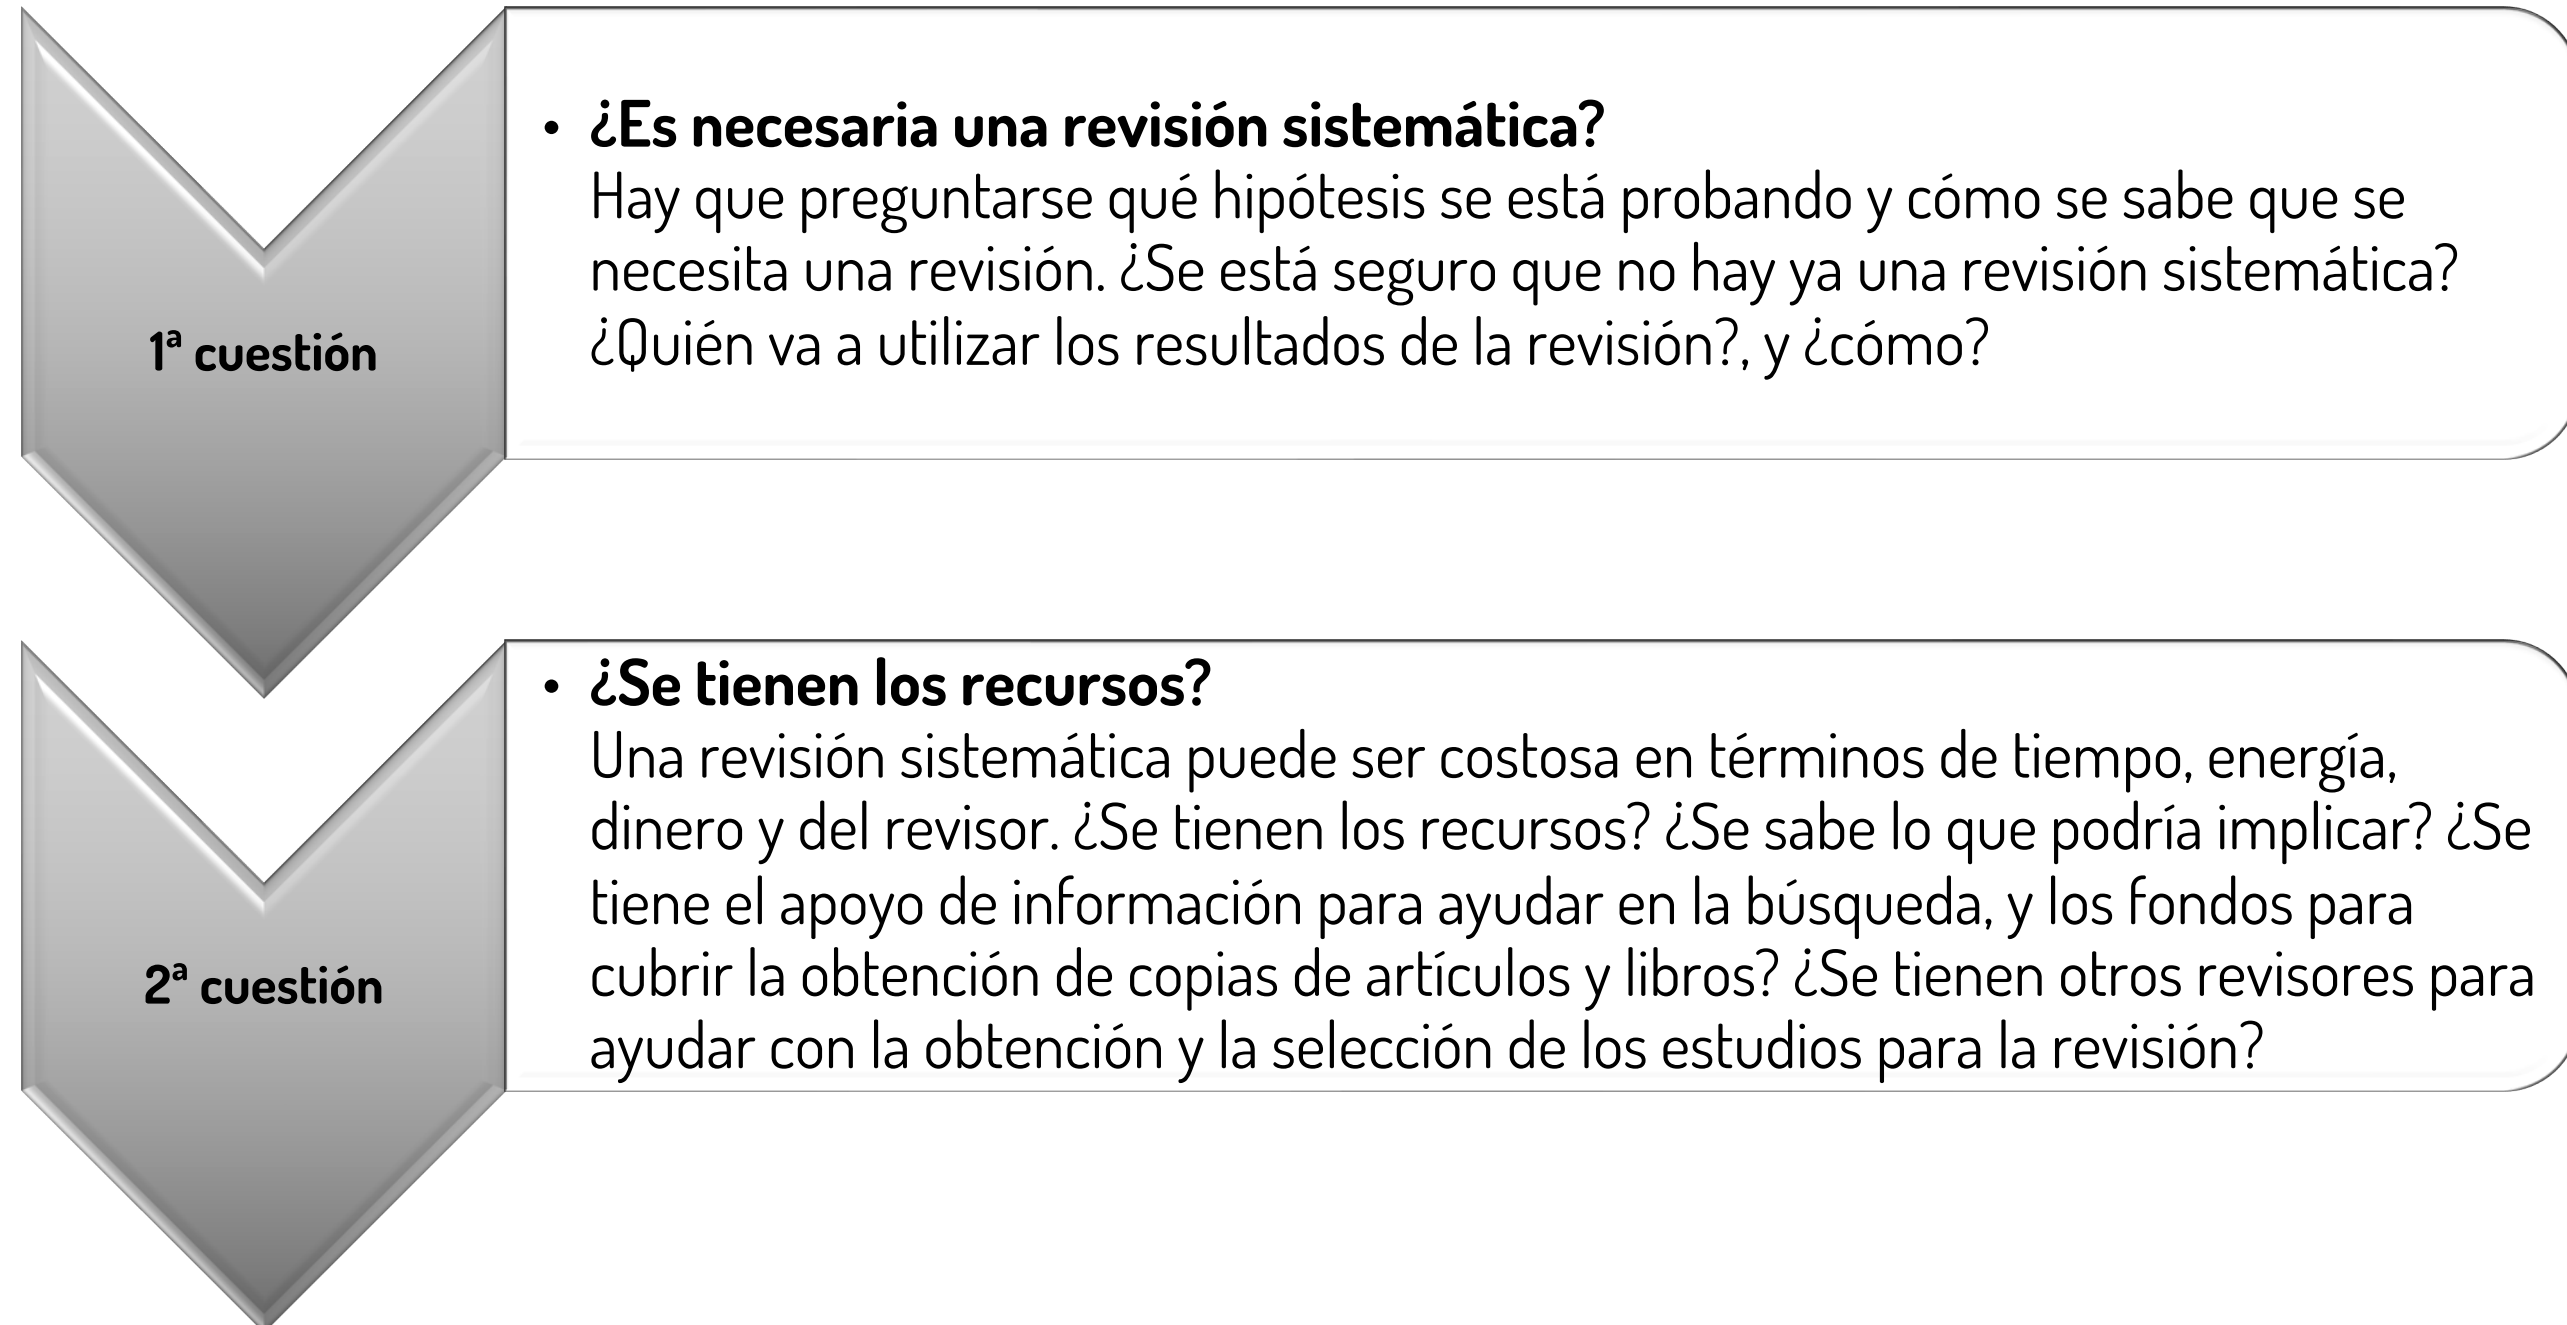 1ª cuestión
• ¿Es necesaria una revisión sistemática?
Hay que preguntarse qué hipótesis se está probando y cómo se sabe que se
necesita una revisión. ¿Se está seguro que no hay ya una revisión sistemática?
¿Quién va a utilizar los resultados de la revisión?, y ¿cómo?
2ª cuestión
• ¿Se tienen los recursos?
Una revisión sistemática puede ser costosa en términos de tiempo, energía,
dinero y del revisor. ¿Se tienen los recursos? ¿Se sabe lo que podría implicar? ¿Se
tiene el apoyo de información para ayudar en la búsqueda, y los fondos para
cubrir la obtención de copias de artículos y libros? ¿Se tienen otros revisores para
ayudar con la obtención y la selección de los estudios para la revisión?